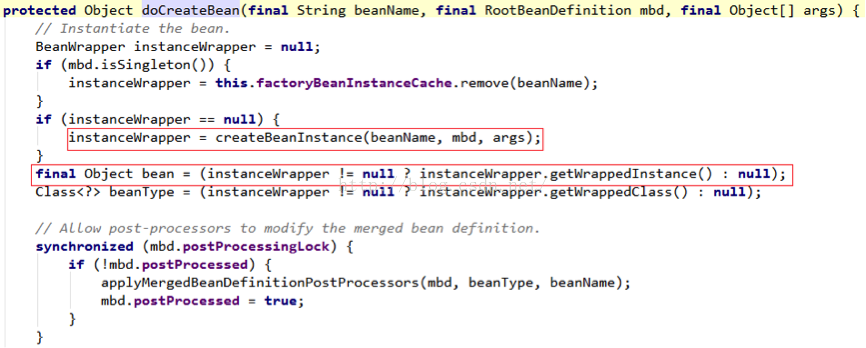 protected Object doCreateBean(final String beanName, final RootBeanDefinition mbd, final Object[] args) {
    // Instantiate the bean.
    BeanWrapper instanceWrapper = null;
    if (mbd.isSingleton()) {
        instanceWrapper = this.factoryBeanInstanceCache.remove(beanName);
    }
    if (instanceWrapper == null) {
        instanceWrapper = createBeanInstance(beanName, mbd, args);
    }
    final Object bean = (instanceWrapper != null ? instanceWrapper.getWrappedInstance() : null);
    Class<?> beanType = (instanceWrapper != null ? instanceWrapper.getWrappedClass() : null);

    // Allow post-processors to modify the merged bean definition.
    synchronized (mbd.postProcessingLock) {
        if (!mbd.postProcessed) {
            applyMergedBeanDefinitionPostProcessors(mbd, beanType, beanName);
            mbd.postProcessed = true;
        }
    }